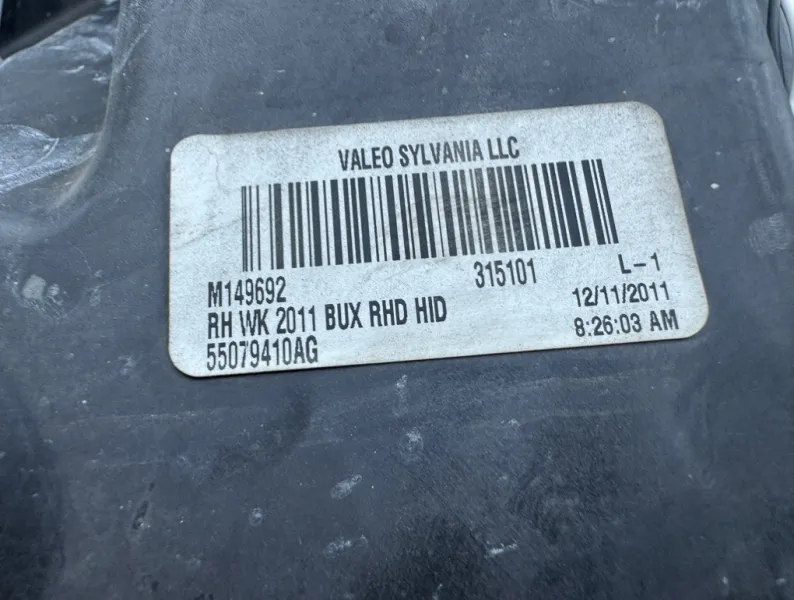 VALEO SYLVANIA LLC
M149692 315101 L-1
RH WK 2011 BUX RHD HID 12/11/2011
55079410AG 8:26:03 AM